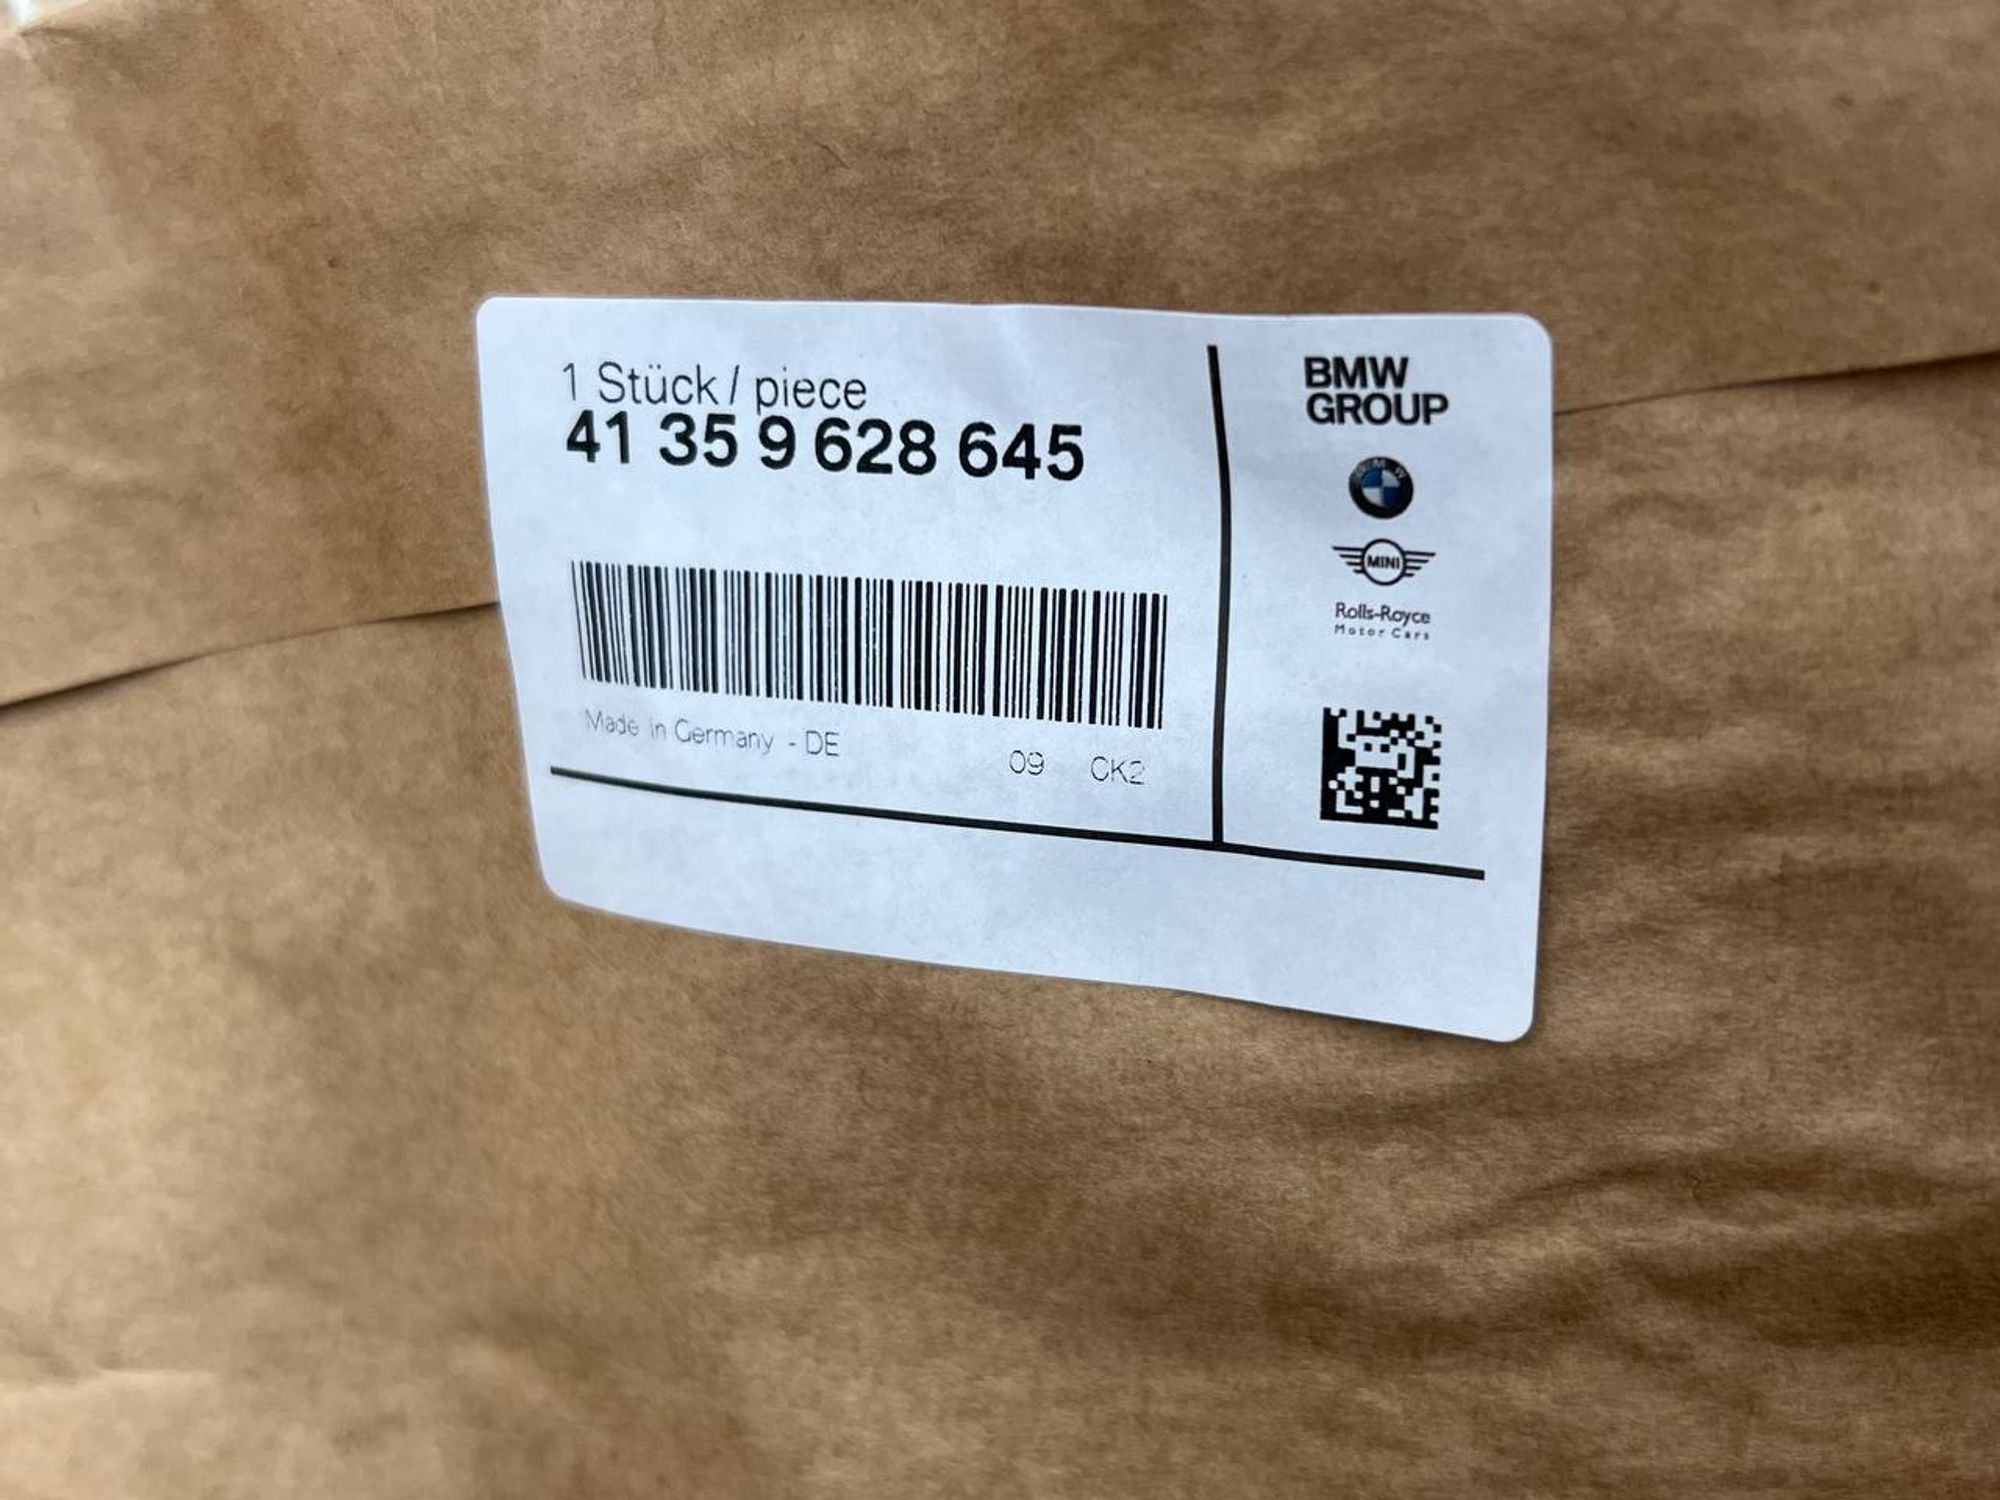 1 Stück / piece
41 35 9 628 645
Made in Germany - DE
09 CK2
BMW
GROUP
BMW
MINI
Rolls-Royce
Motor Cars